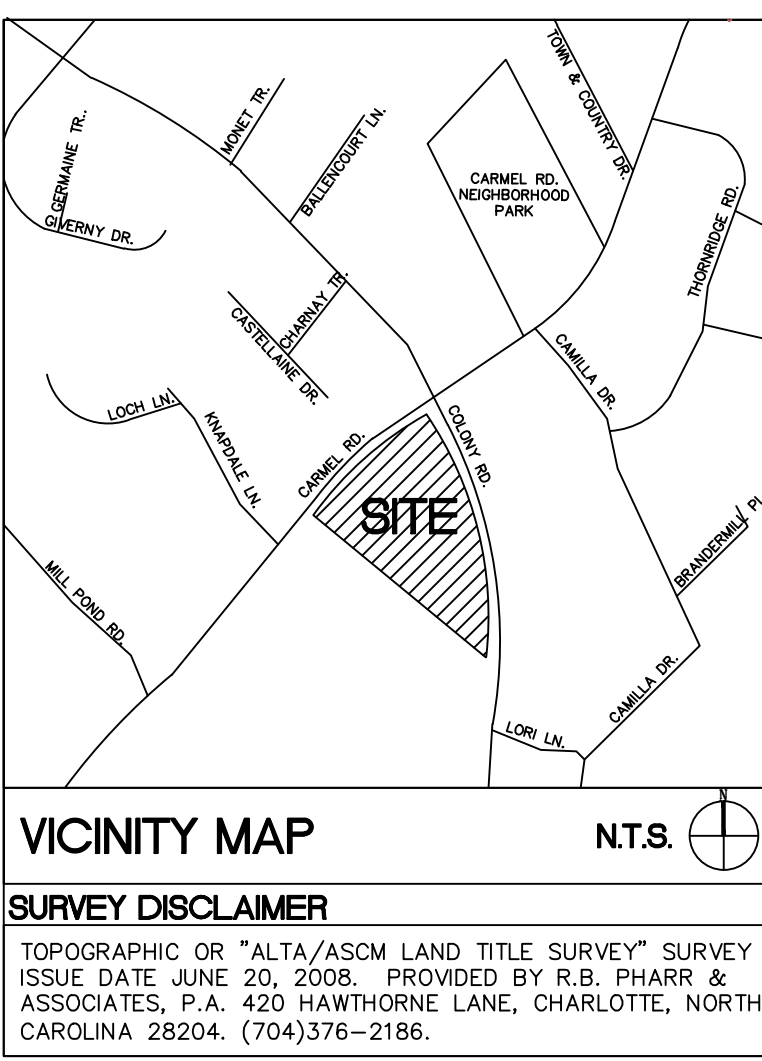 TOWN & COUNTRY DR.
MONET TR.
BALLENCOURT LN.
GERMAINE TR..
GIVERNY DR.
CARMEL RD.
NEIGHBORHOOD
PARK
THORNRIDGE RD.
CHARNAY TR.
CASTELLAINE DR.
CAMILLA DR.
LOCH LN.
KNAPDALE LN.
CARMEL RD.
COLONY RD.
SITE
BRANDERMILL PL
MILL POND RD.
CAMILLA DR.
LORI LN.
VICINITY MAP
N.T.S.
N
SURVEY DISCLAIMER
TOPOGRAPHIC OR "ALTA/ASCM LAND TITLE SURVEY" SURVEY
ISSUE DATE JUNE 20, 2008. PROVIDED BY R.B. PHARR &
ASSOCIATES, P.A. 420 HAWTHORNE LANE, CHARLOTTE, NORTH
CAROLINA 28204. (704)376-2186.